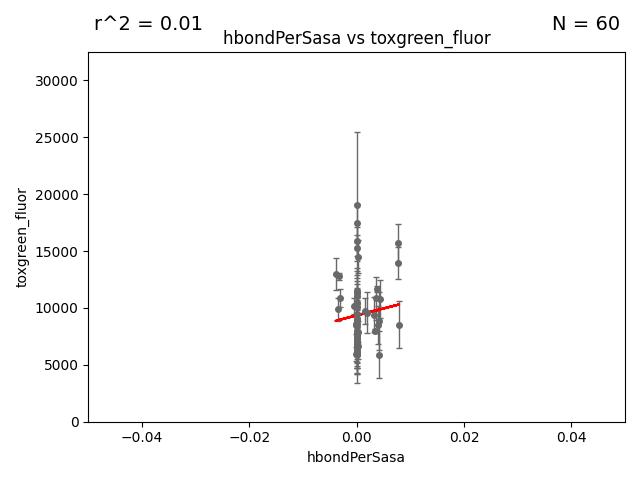 r^2 = 0.01
N = 60
hbondPerSasa vs toxgreen_fluor
30000
25000
20000
15000
10000
5000
0
toxgreen_fluor
−0.04
−0.02
0.00
0.02
0.04
hbondPerSasa